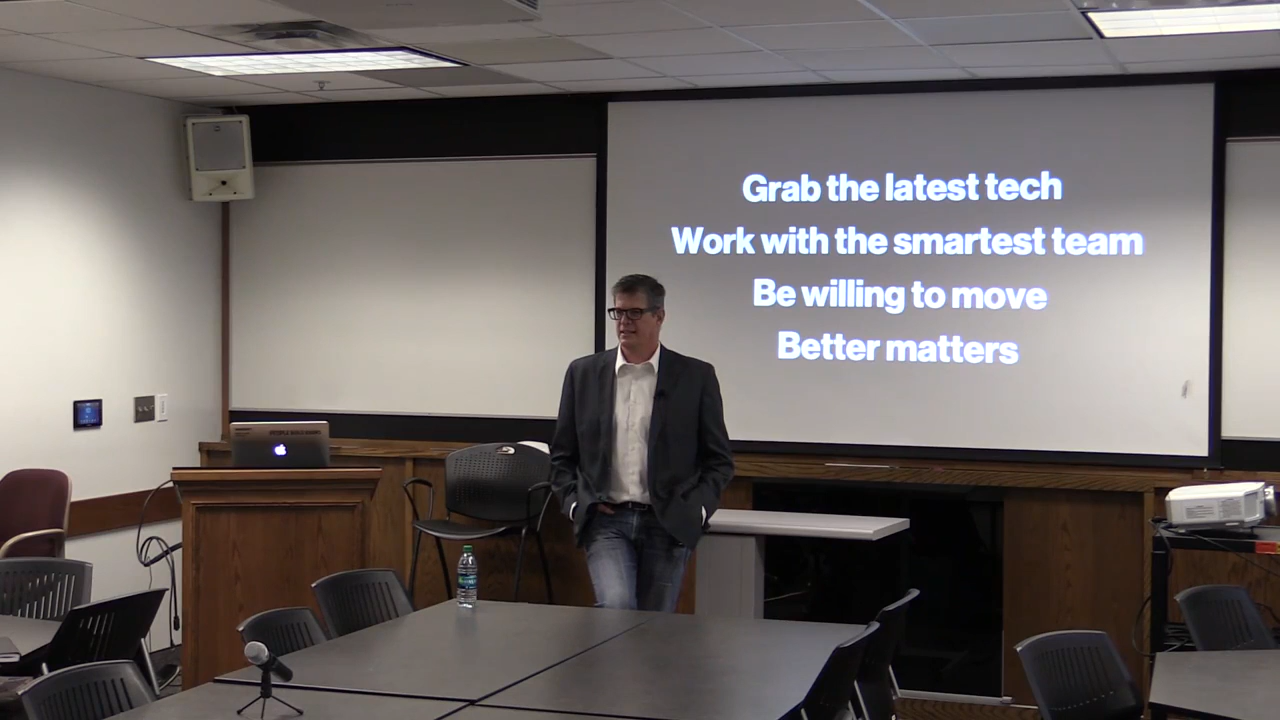 Grab the latest tech
Work with the smartest team
Be willing to move
Better matters